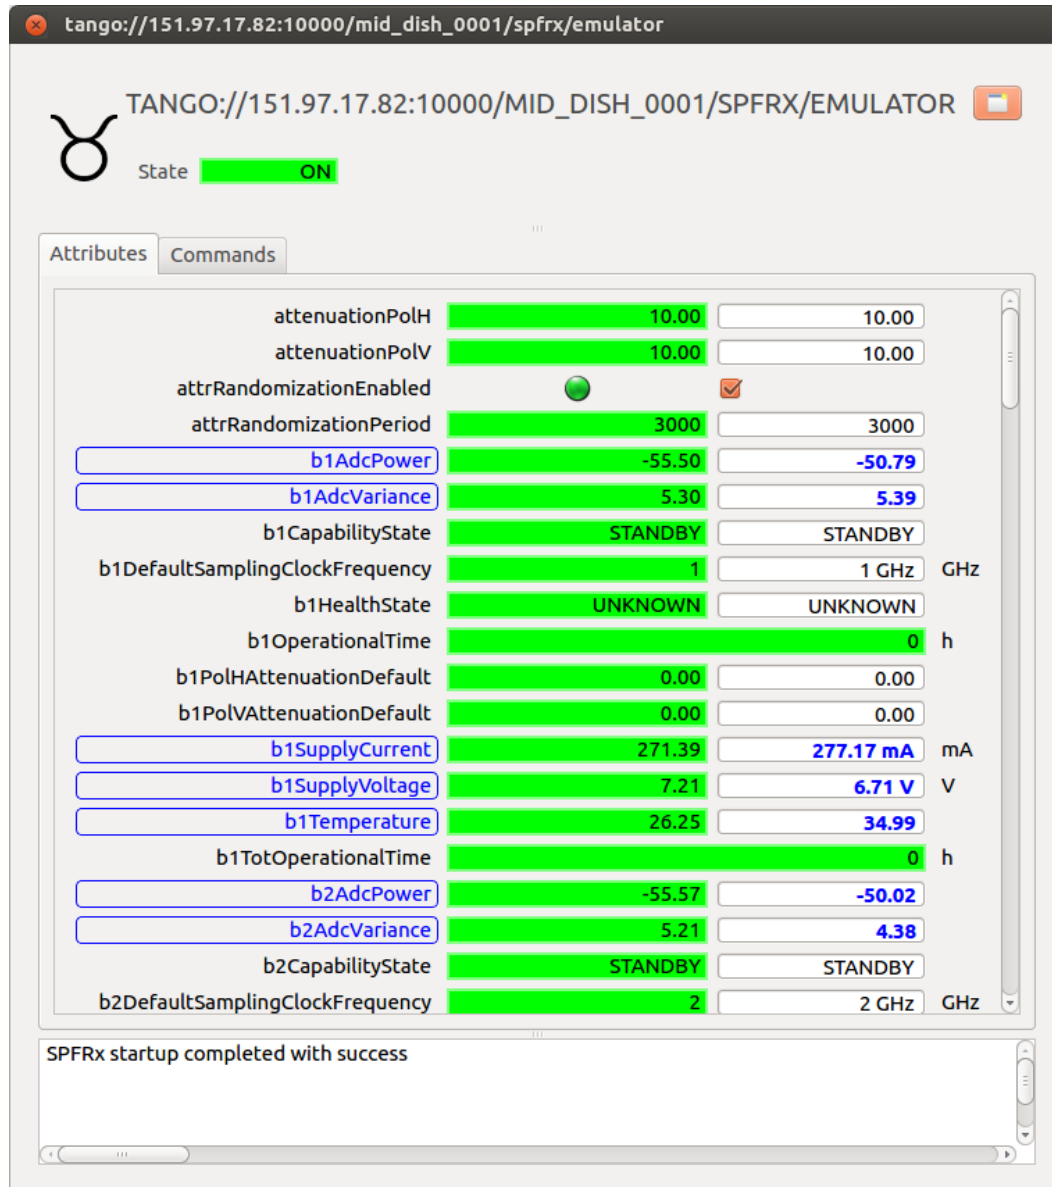 tango://151.97.17.82:10000/mid_dish_0001/spfrx/emulator
TANGO://151.97.17.82:10000/MID_DISH_0001/SPFRX/EMULATOR
State ON
Attributes Commands
attenuationPolH 10.00 10.00
attenuationPolV 10.00 10.00
attrRandomizationEnabled
attrRandomizationPeriod 3000 3000
b1AdcPower -55.50 -50.79
b1AdcVariance 5.30 5.39
b1CapabilityState STANDBY STANDBY
b1DefaultSamplingClockFrequency 1 1 GHz GHz
b1HealthState UNKNOWN UNKNOWN
b1OperationalTime 0 h
b1PolHAttenuationDefault 0.00 0.00
b1PolVAttenuationDefault 0.00 0.00
b1SupplyCurrent 271.39 277.17 mA mA
b1SupplyVoltage 7.21 6.71 V V
b1Temperature 26.25 34.99
b1TotOperationalTime 0 h
b2AdcPower -55.57 -50.02
b2AdcVariance 5.21 4.38
b2CapabilityState STANDBY STANDBY
b2DefaultSamplingClockFrequency 2 2 GHz GHz
SPFRx startup completed with success